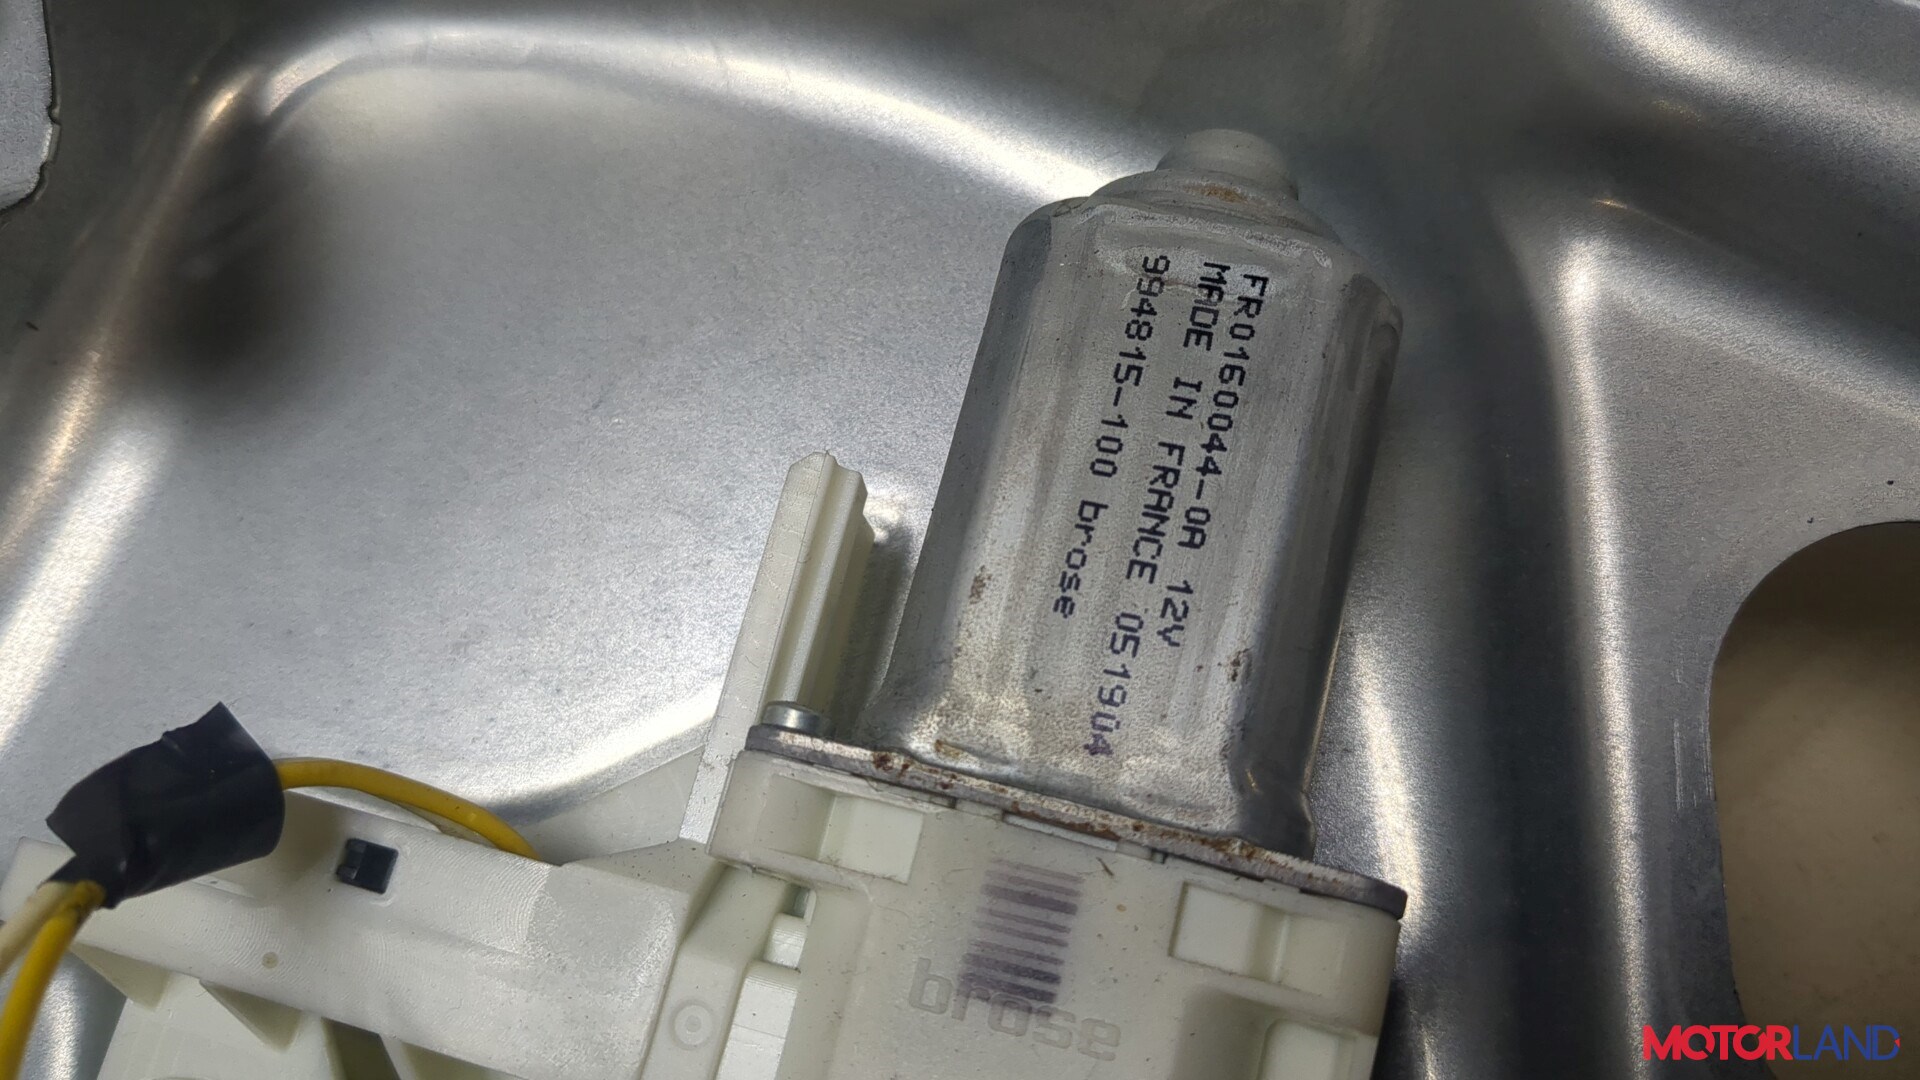 FR0160044-0A 12V
MADE IN FRANCE 051904
994815-100 brose
brose
MOTORLAND